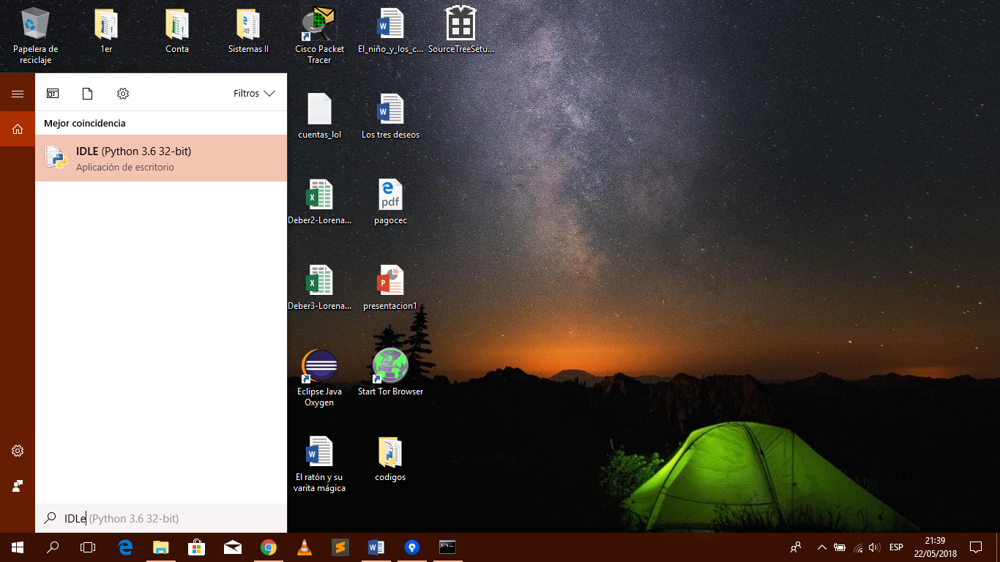 Papelera de
reciclaje
1er
Conta
Sistemas II
Cisco Packet
Tracer
El_niño_y_los_c...
SourceTreeSetu...
Filtros
Mejor coincidencia
IDLE (Python 3.6 32-bit)
Aplicación de escritorio
cuentas_lol
Los tres deseos
Deber2-Lorena...
pdf
pagocec
Deber3-Lorena...
presentacion1
Eclipse Java
Oxygen
Start Tor Browser
El ratón y su
varita mágica
codigos
IDLe (Python 3.6 32-bit)
ESP
21:39
22/05/2018